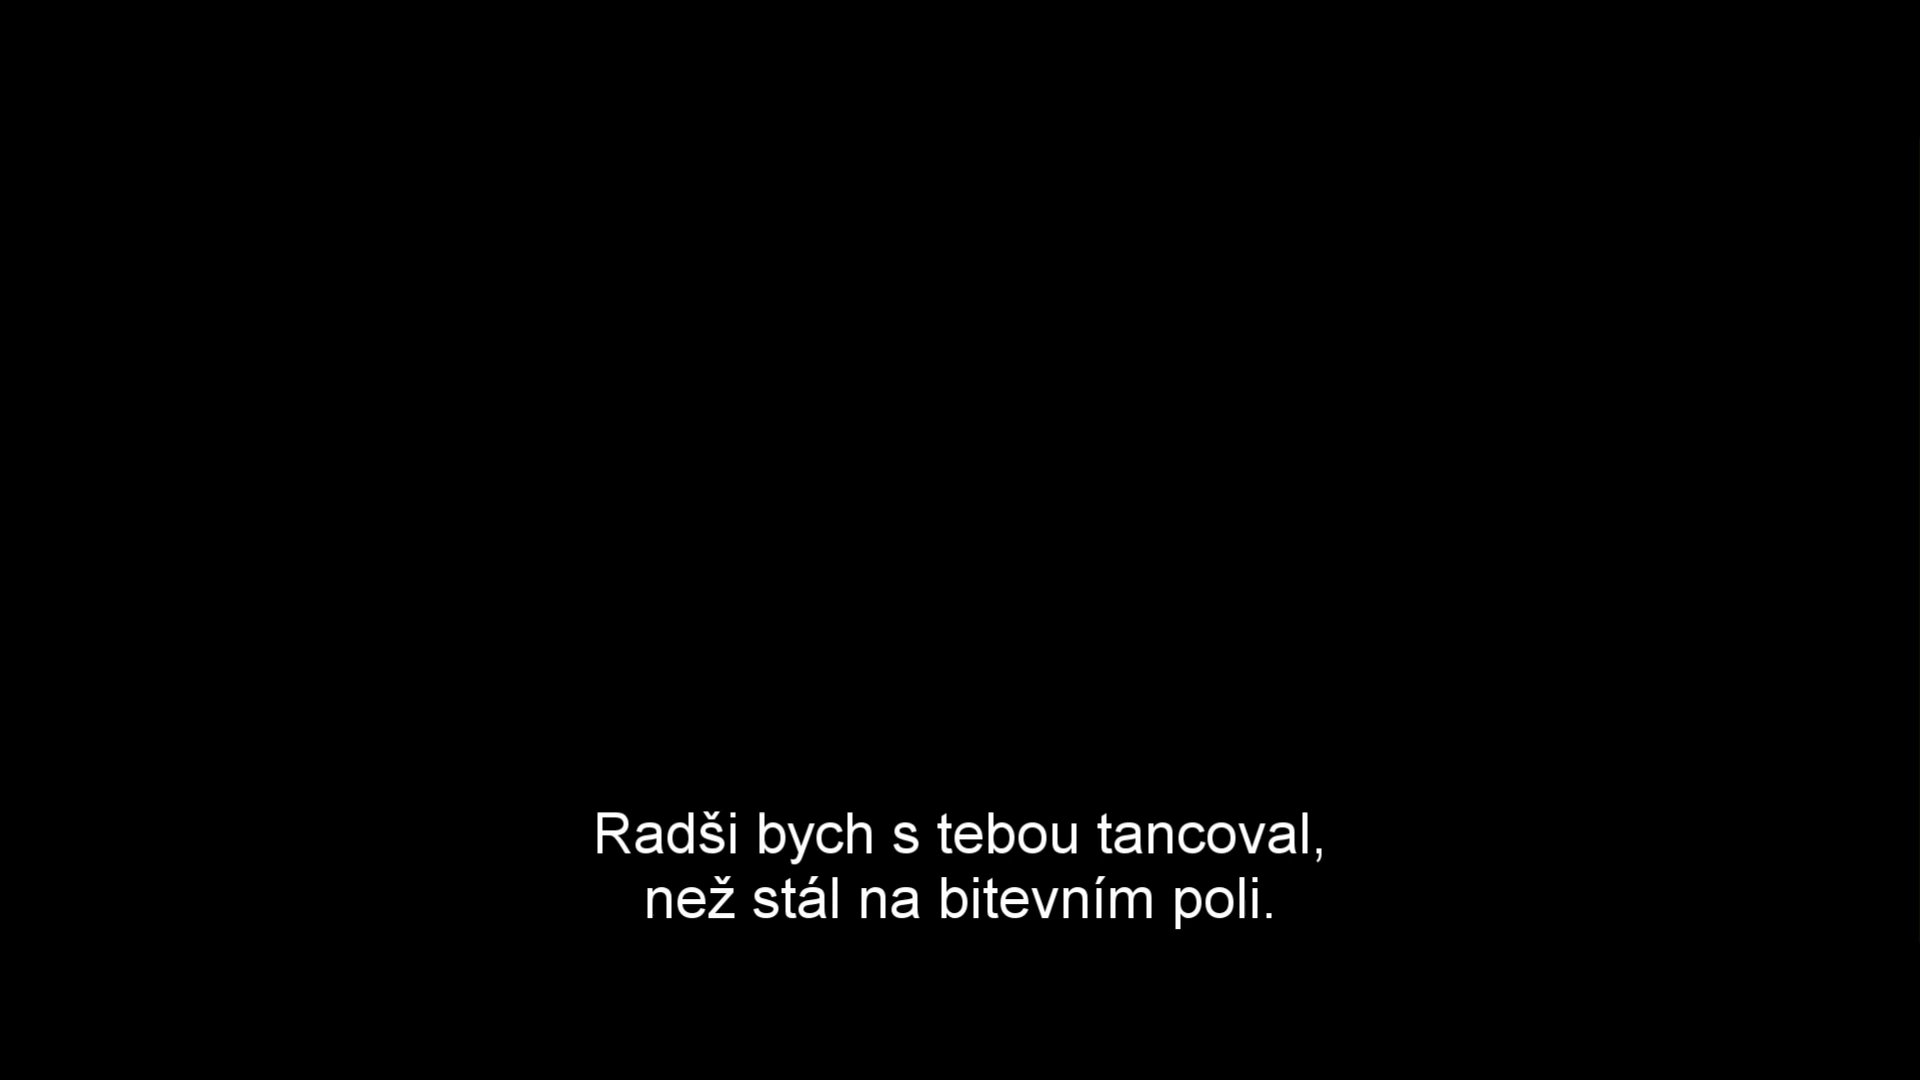 Radši bych s tebou tancoval,
než stál na bitevním poli.